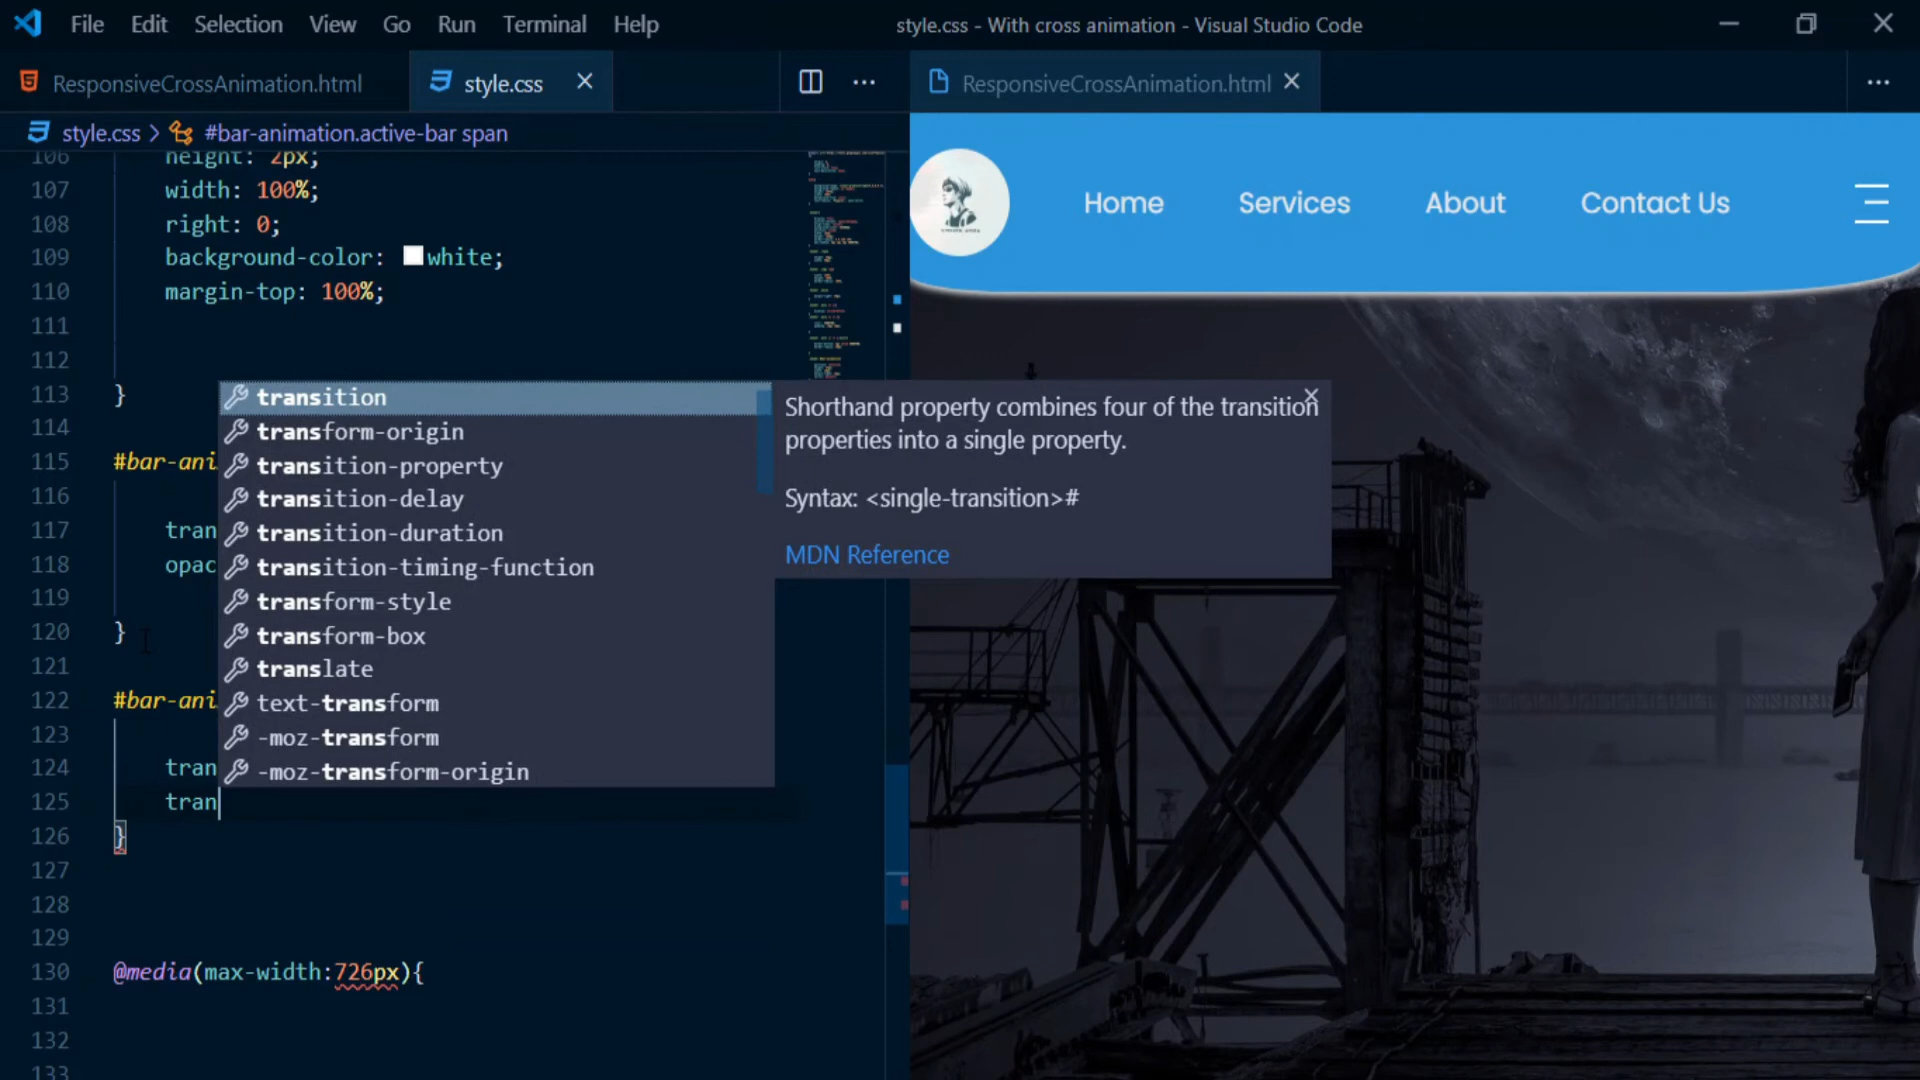 File Edit Selection View Go Run Terminal Help
style.css - With cross animation - Visual Studio Code
ResponsiveCrossAnimation.html
style.css
ResponsiveCrossAnimation.html
style.css > #bar-animation.active-bar span
106 height: 2px;
107 width: 100%;
108 right: 0;
109 background-color: white;
110 margin-top: 100%;
111
112
113 }
114
115 #bar-ani
116
117 tran
118 opac
119
120 }
121
122 #bar-ani
123
124 tran
125 tran
126 }
127
128
129
130 @media(max-width:726px){
131
132
133
transition
transform-origin
transition-property
transition-delay
transition-duration
transition-timing-function
transform-style
transform-box
translate
text-transform
-moz-transform
-moz-transform-origin
Shorthand property combines four of the transition
properties into a single property.
Syntax: <single-transition>#
MDN Reference
Home Services About Contact Us